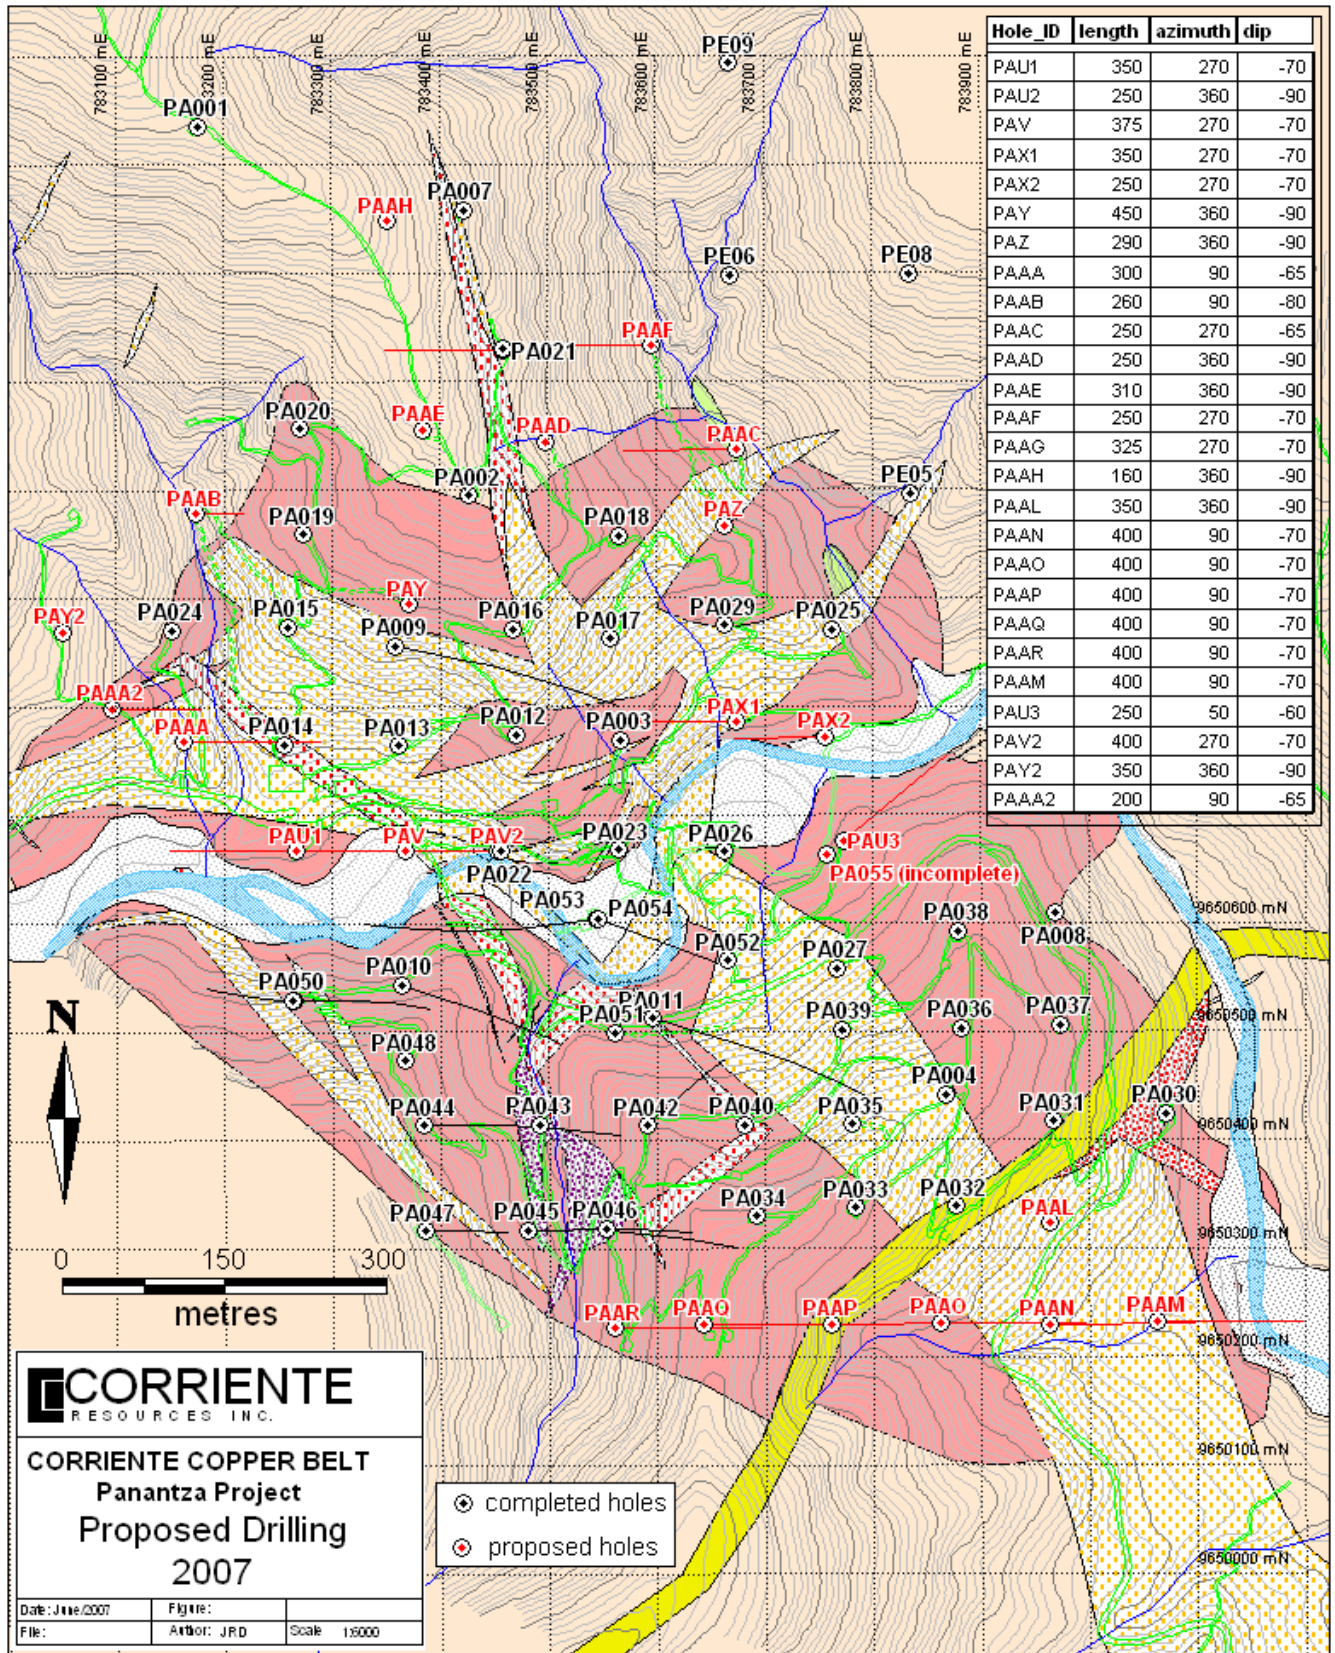 783100 mE
783200 mE
783300 mE
783400 mE
783500 mE
783600 mE
783700 mE
783800 mE
783900 mE
Hole_ID length azimuth dip
PAU1 350 270 -70
PAU2 250 360 -90
PAV 375 270 -70
PAX1 350 270 -70
PAX2 250 270 -70
PAY 450 360 -90
PAZ 290 360 -90
PAAA 300 90 -65
PAAB 260 90 -80
PAAC 250 270 -65
PAAD 250 360 -90
PAAE 310 360 -90
PAAF 250 270 -70
PAAG 325 270 -70
PAAH 160 360 -90
PAAL 350 360 -90
PAAN 400 90 -70
PAAO 400 90 -70
PAAP 400 90 -70
PAAQ 400 90 -70
PAAR 400 90 -70
PAAM 400 90 -70
PAU3 250 50 -60
PAV2 400 270 -70
PAY2 350 360 -90
PAAA2 200 90 -65
PE09
PA001
PA007
PAAH
PE06
PE08
PAAF
PA021
PA020
PAAE
PAAD
PAAC
PA002
PE05
PAAB
PA019
PA018
PAZ
PAY
PA024
PA015
PA016
PA029
PA025
PAY2
PA009
PA017
PAAA2
PAAA
PA014
PA013
PA012
PA003
PAX1
PAX2
PAU1
PAV
PAV2
PA023
PA026
PAU3
PA022
PA055 (incomplete)
PA053
PA054
PA038
PA008
9650600 mN
PA052
PA010
PA027
PA050
PA011
PA051
PA039
PA036
PA037
9650500 mN
N
PA048
PA004
PA044
PA043
PA042
PA040
PA035
PA031
PA030
9650400 mN
PA047
PA045
PA046
PA034
PA033
PA032
PAAL
9650300 mN
0 150 300
metres
PAAR
PAAQ
PAAP
PAAO
PAAN
PAAM
9650200 mN
CORRIENTE
RESOURCES INC.
9650100 mN
CORRIENTE COPPER BELT
Panantza Project
Proposed Drilling
2007
completed holes
proposed holes
9650000 mN
Date: June/2007 Figure:
File: Author: JRD Scale 1:5000